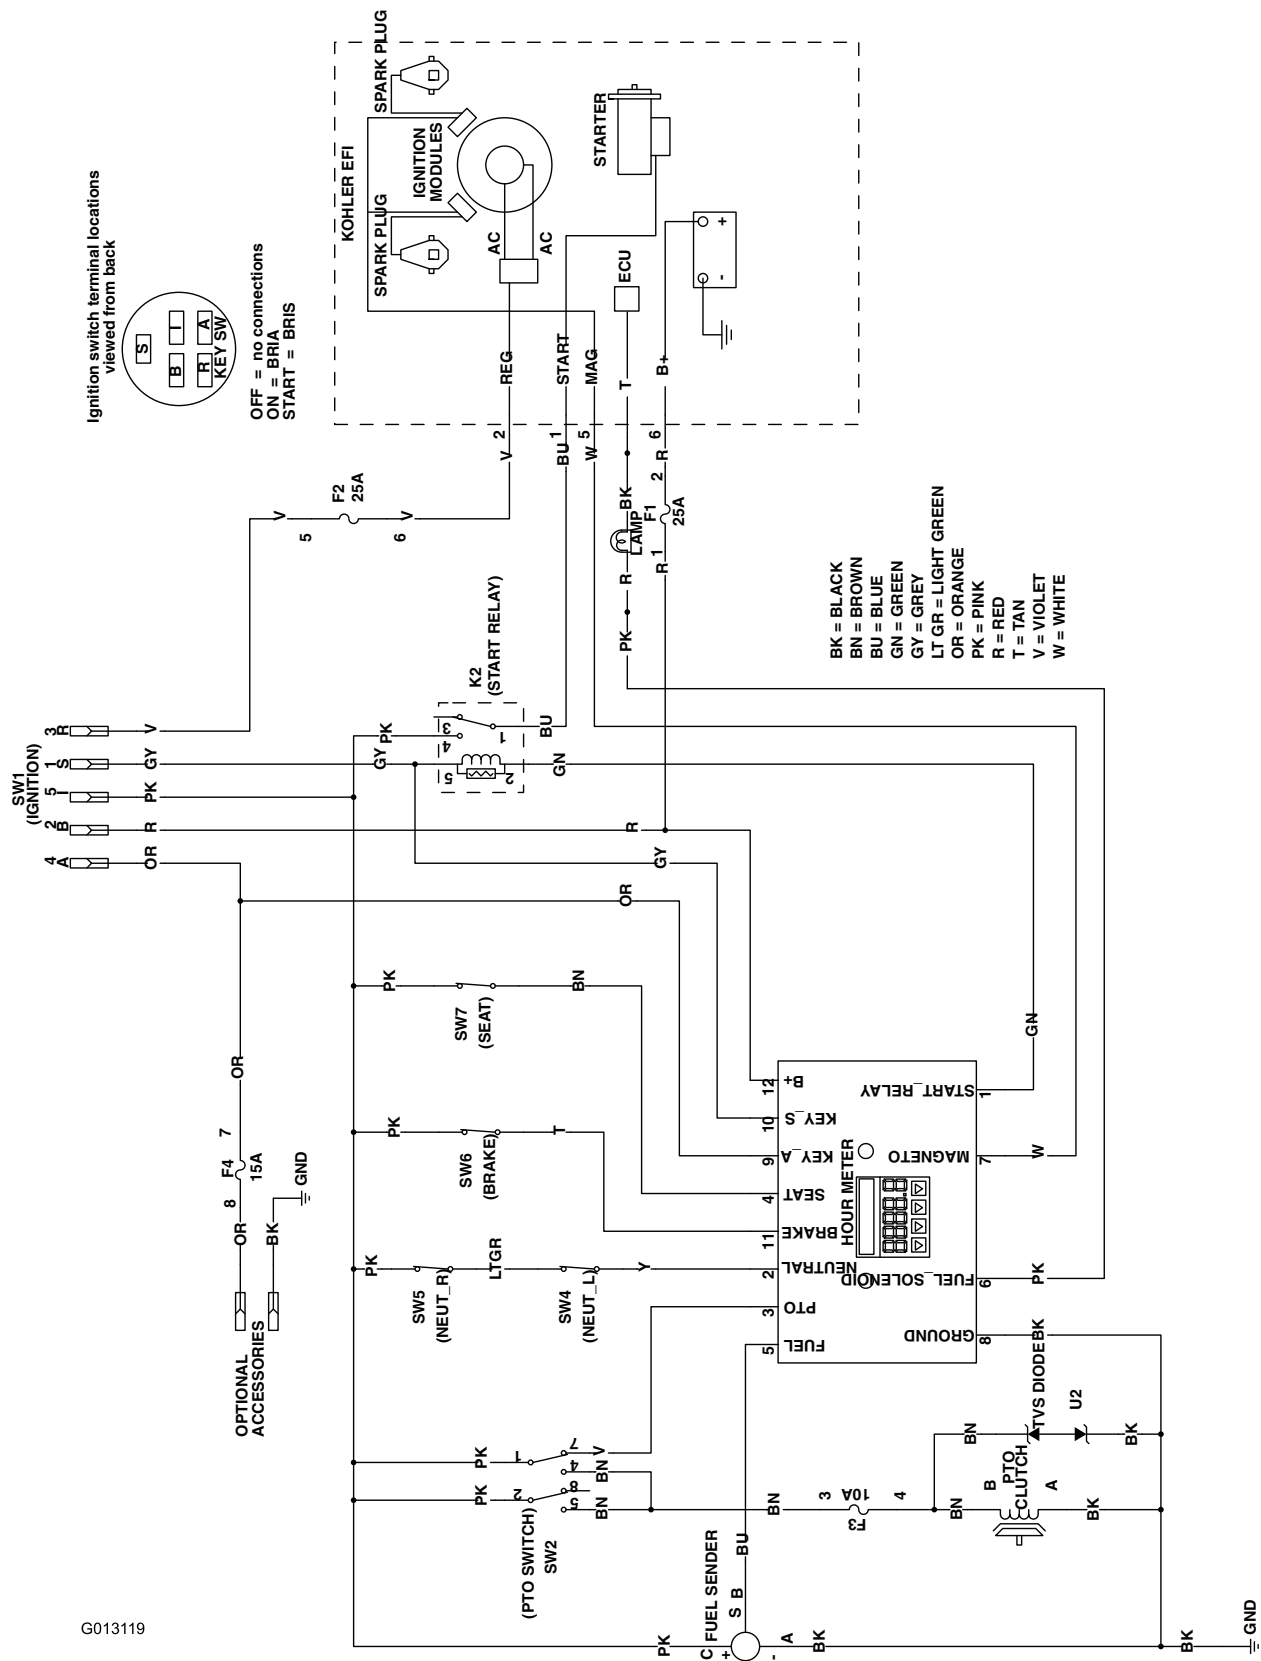 Ignition switch terminal locations
viewed from back
S
B
I
R
A
KEY SW
OFF = no connections
ON = BRIA
START = BRIS
KOHLER EFI
SPARK PLUG
SPARK PLUG
IGNITION
MODULES
AC
AC
STARTER
ECU
+
-
REG
START
MAG
T
B+
2
1
5
6
V
BU
W
BK
R
2
F2
25A
V
V
5
6
LAMP
F1
25A
R
R
1
PK
K2
(START RELAY)
3
4
1
5
2
PK
GY
BU
GN
BK = BLACK
BN = BROWN
BU = BLUE
GN = GREEN
GY = GREY
LT GR = LIGHT GREEN
OR = ORANGE
PK = PINK
R = RED
T = TAN
V = VIOLET
W = WHITE
SW1
(IGNITION)
3
R
V
1
S
GY
5
I
PK
2
B
R
4
A
OR
R
GY
OR
PK
SW7
(SEAT)
BN
OR
7
F4
15A
8
OR
BK
GND
OPTIONAL
ACCESSORIES
PK
SW6
(BRAKE)
T
PK
SW5
(NEUT_R)
LTGR
SW4
(NEUT_L)
Y
GN
W
PK
BK
12
B+
10
KEY_S
9
KEY_A
4
SEAT
11
BRAKE
2
NEUTRAL
3
PTO
5
FUEL
HOUR METER
START_RELAY
1
MAGNETO
7
FUEL_SOLENOID
6
GROUND
8
PK
1
7
V
4
BN
PK
2
8
5
BN
(PTO SWITCH)
SW2
BN
3
F3
10A
4
BN
TVS DIODE
U2
BK
BN
B
PTO
CLUTCH
A
BK
FUEL SENDER
BU
B
S
C
+
PK
-
A
BK
BK
GND
G013119